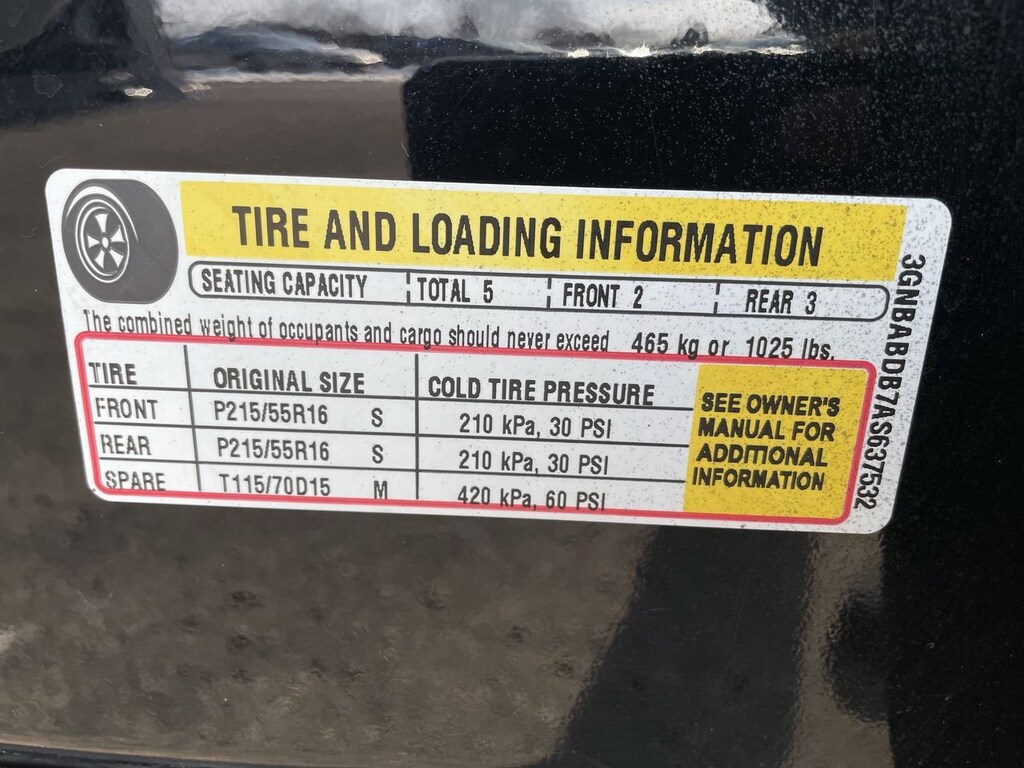 TIRE AND LOADING INFORMATION
SEATING CAPACITY TOTAL 5 FRONT 2 REAR 3
The combined weight of occupants and cargo should never exceed 465 kg or 1025 lbs.
TIRE ORIGINAL SIZE COLD TIRE PRESSURE
FRONT P215/55R16 S 210 kPa, 30 PSI
REAR P215/55R16 S 210 kPa, 30 PSI
SPARE T115/70D15 M 420 kPa, 60 PSI
SEE OWNER'S
MANUAL FOR
ADDITIONAL
INFORMATION
3GNBABDB7AS637532